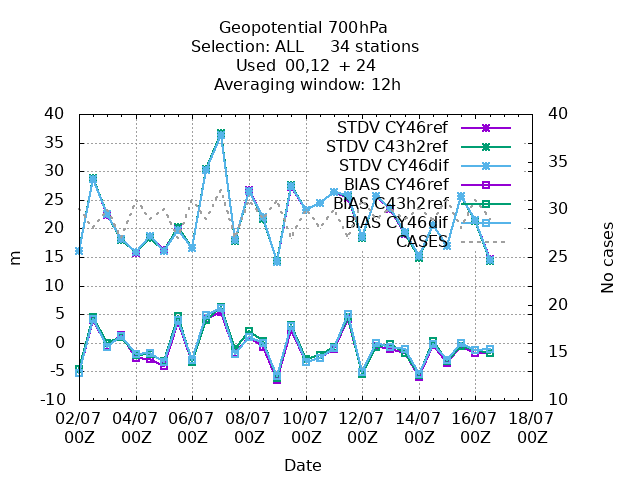 Geopotential 700hPa
Selection: ALL 34 stations
Used 00,12 + 24
Averaging window: 12h
40 40
35 35
30 30
25 25
20 20
15 15
10
5
0
-5
-10 10
STDV CY46ref
STDV C43h2ref
STDV CY46dif
BIAS CY46ref
BIAS C43h2ref
BIAS CY46dif
CASES
m
No cases
02/07 04/07 06/07 08/07 10/07 12/07 14/07 16/07 18/07
00Z 00Z 00Z 00Z 00Z 00Z 00Z 00Z 00Z
Date